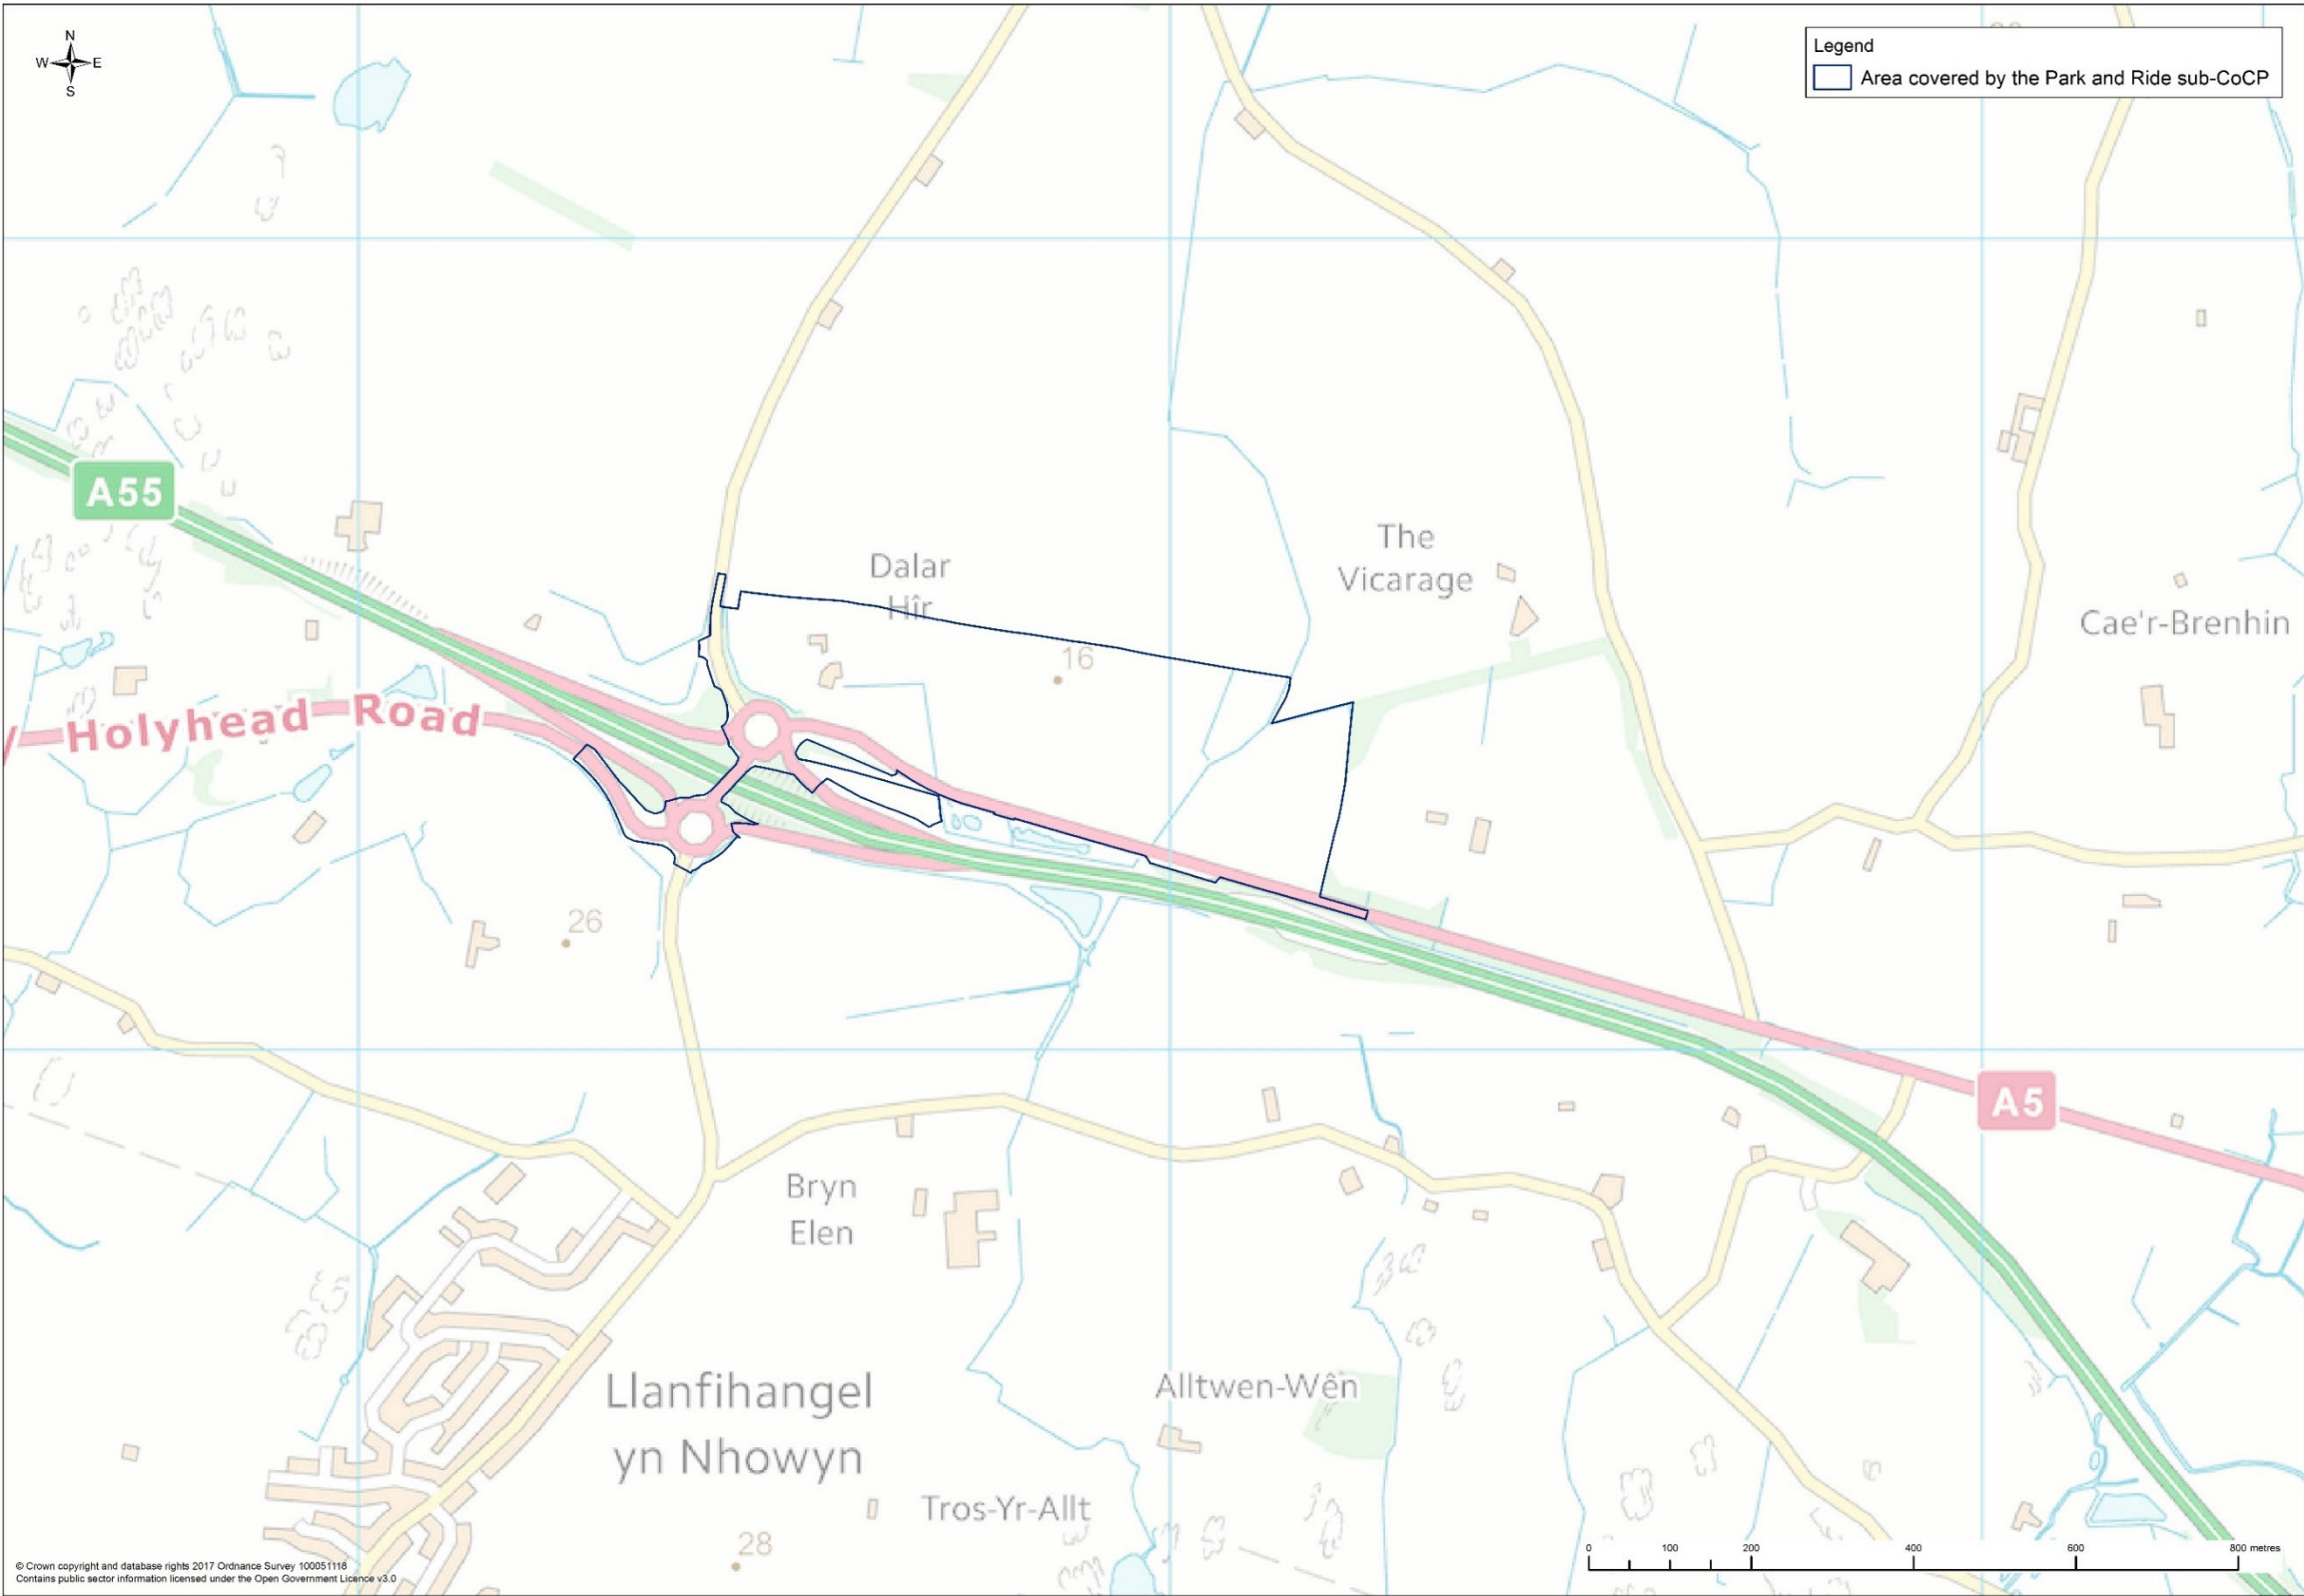 N
W E
S
Legend
Area covered by the Park and Ride sub-CoCP
A55
The
Vicarage
Dalar
Hîr
Cae'r-Brenhin
16
Holyhead Road
26
A5
Bryn
Elen
Llanfihangel
yn Nhowyn
Alltwen-Wên
Tros-Yr-Allt
28
0 100 200 400 600 800 metres
© Crown copyright and database rights 2017 Ordnance Survey 100051118
Contains public sector information licensed under the Open Government Licence v3.0